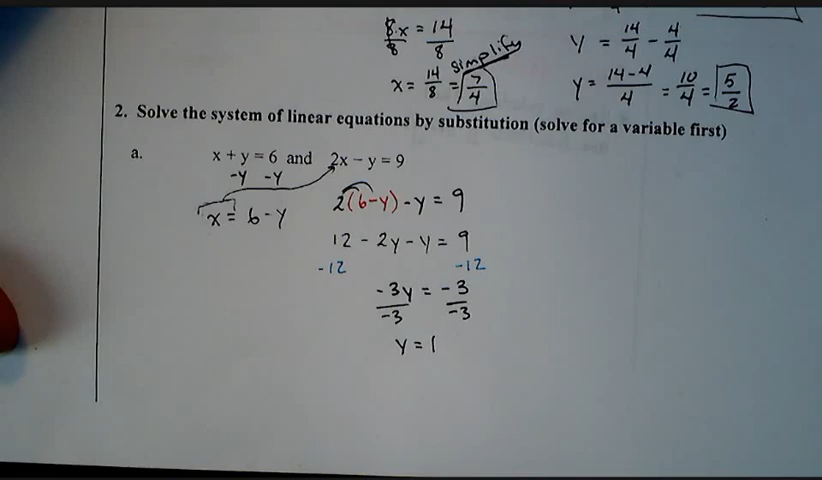 8·x = 14
8 8
x = 14/8 = 7/4 simplify
y = 14/4 - 4/4
y = 14-4/4 = 10/4 = 5/2
2. Solve the system of linear equations by substitution (solve for a variable first)
a. x + y = 6 and 2x – y = 9
-y -y
x = 6-y
2(6-y)-y = 9
12 - 2y - y = 9
-12 -12
-3y = -3
-3 -3
y = 1